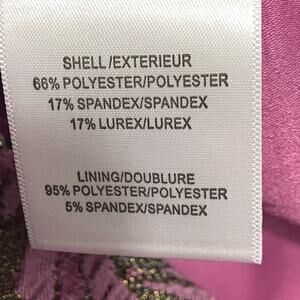 SHELL/EXTERIEUR
66% POLYESTER/POLYESTER
17% SPANDEX/SPANDEX
17% LUREX/LUREX
LINING/DOUBLURE
95% POLYESTER/POLYESTER
5% SPANDEX/SPANDEX